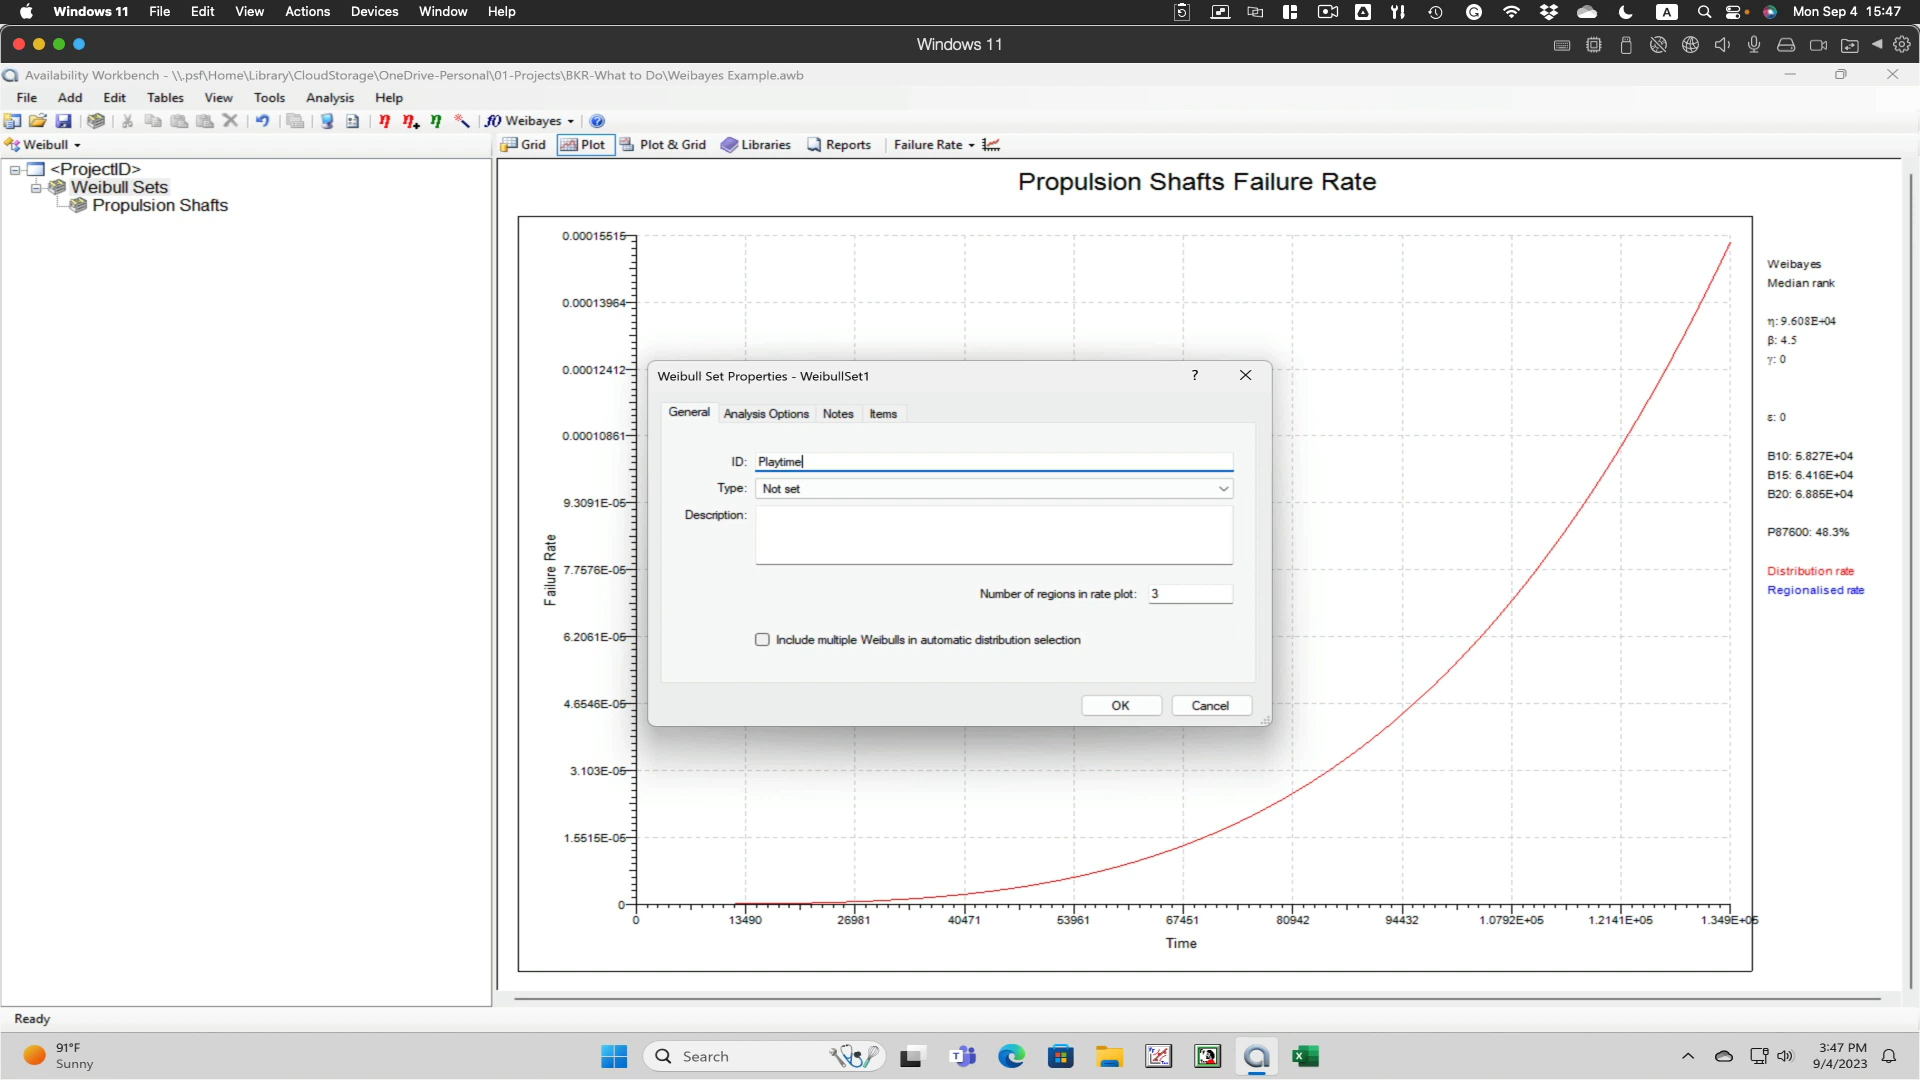 Windows 11 File Edit View Actions Devices Window Help A Mon Sep 4 15:47
Windows 11
Availability Workbench - \\.psf\Home\Library\CloudStorage\OneDrive-Personal\01-Projects\BKR-What to Do\Weibayes Example.awb
File Add Edit Tables View Tools Analysis Help
η η+ η f() Weibayes
Weibull
Grid Plot Plot & Grid Libraries Reports Failure Rate
<ProjectID>
Weibull Sets
Propulsion Shafts
Propulsion Shafts Failure Rate
0.00015515
0.00013964
0.00012412
0.00010861
9.3091E-05
7.7576E-05
6.2061E-05
4.6546E-05
3.103E-05
1.5515E-05
0
Failure Rate
0 13490 26981 40471 53961 67451 80942 94432 1.0792E+05 1.2141E+05 1.349E+05
Time
Weibayes
Median rank
η: 9.608E+04
β: 4.5
γ: 0
ε: 0
B10: 5.827E+04
B15: 6.416E+04
B20: 6.885E+04
P87600: 48.3%
Distribution rate
Regionalised rate
Weibull Set Properties - WeibullSet1
General Analysis Options Notes Items
ID: Playtime
Type: Not set
Description:
Number of regions in rate plot: 3
Include multiple Weibulls in automatic distribution selection
OK Cancel
Ready
91°F
Sunny
Search
3:47 PM
9/4/2023